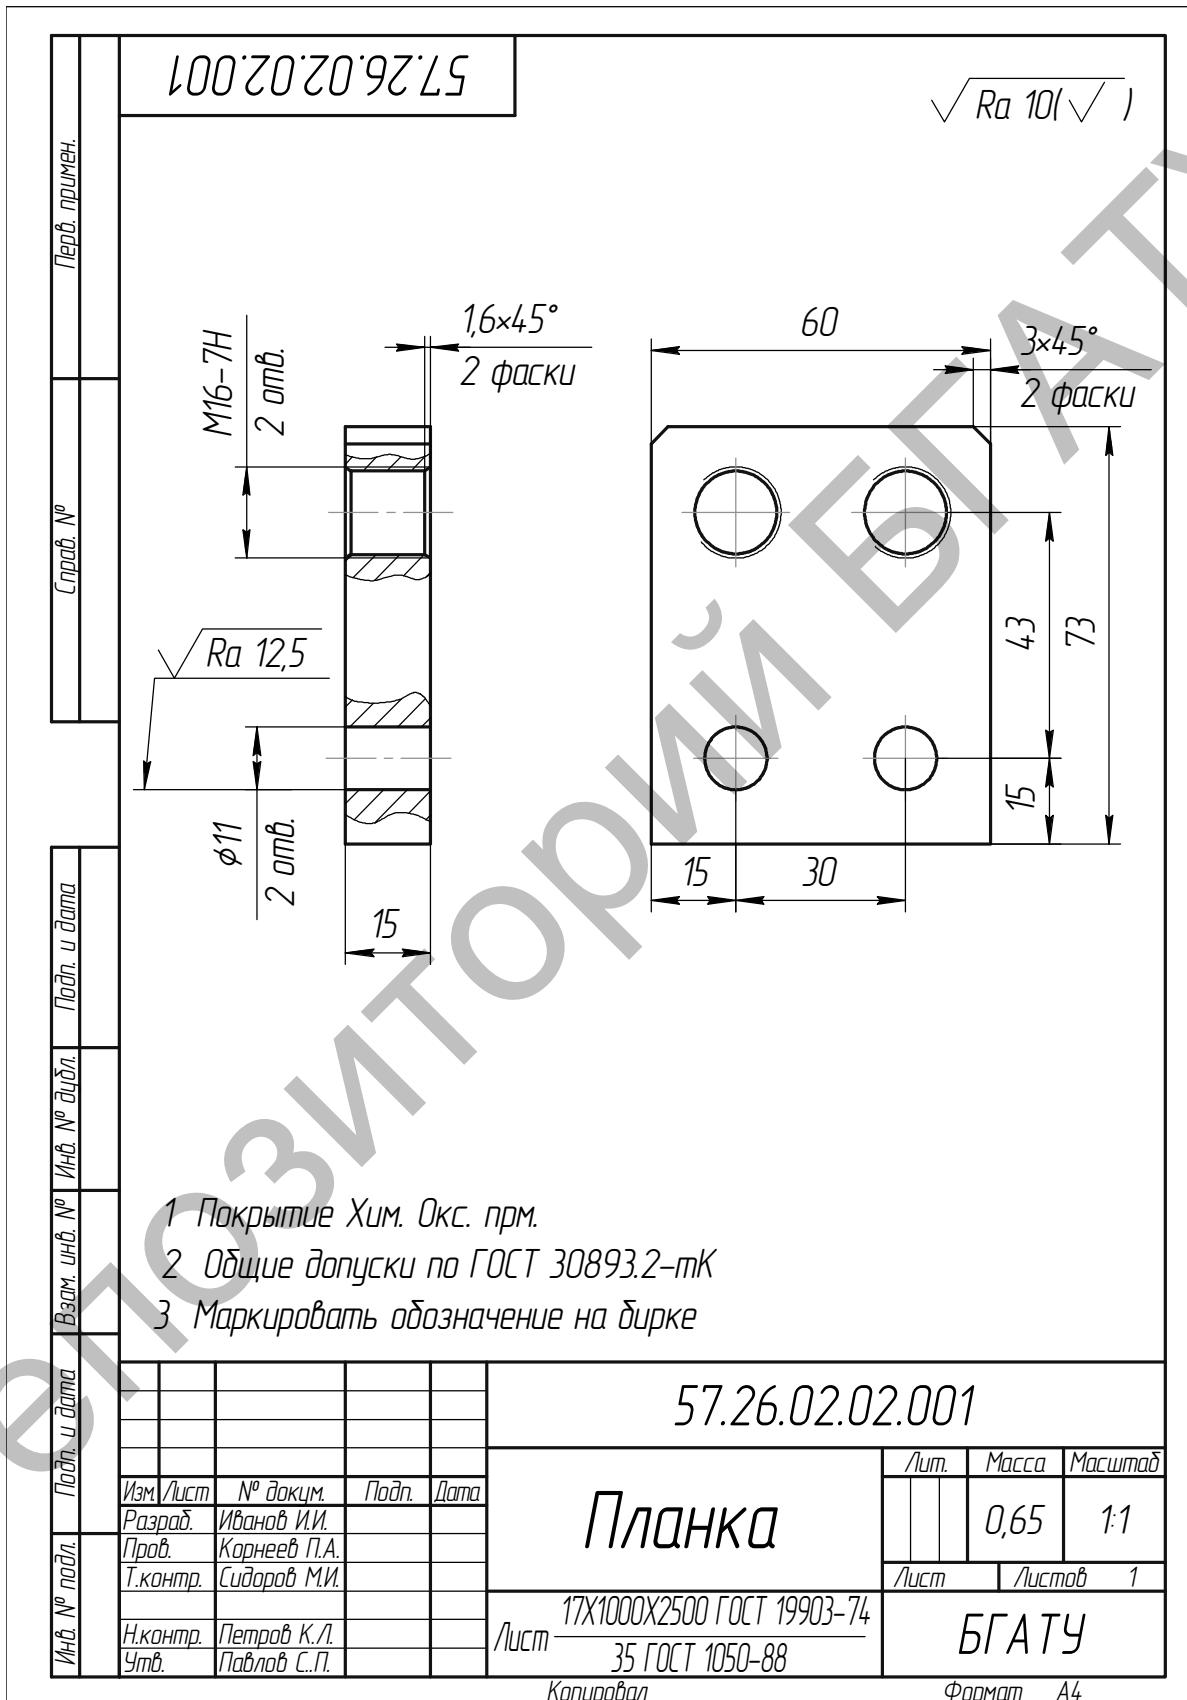 57.26.02.02.001
Ra 10( )
Перв. примен.
Справ. №
Подп. и дата
Инв. № дубл.
Взам. инв. №
Подп. и дата
Инв. № подл.
М16-7Н
2 отв.
1,6×45°
2 фаски
60
3×45°
2 фаски
Ra 12,5
43
73
15
⌀11
2 отв.
15
15
30
епозиторий БГАТУ
1 Покрытие Хим. Окс. прм.
2 Общие допуски по ГОСТ 30893.2-mK
3 Маркировать обозначение на бирке
57.26.02.02.001
Изм. Лист № докум. Подп. Дата
Разраб. Иванов И.И.
Пров. Корнеев П.А.
Т.контр. Сидоров М.И.
Н.контр. Петров К.Л.
Утв. Павлов С..П.
Планка
Лит. Масса Масштаб
0,65 1:1
Лист Листов 1
Лист 17Х1000Х2500 ГОСТ 19903-74
35 ГОСТ 1050-88
БГАТУ
Копировал
Формат А4